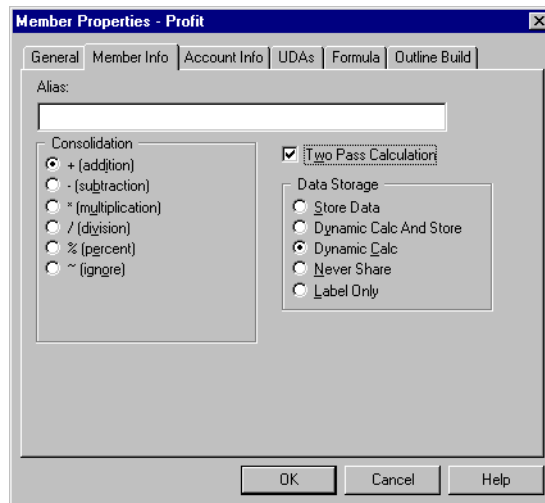 Member Properties - Profit
General Member Info Account Info UDAs Formula Outline Build
Alias:
Consolidation
+ (addition)
- (subtraction)
* (multiplication)
/ (division)
% (percent)
~ (ignore)
Two Pass Calculation
Data Storage
Store Data
Dynamic Calc And Store
Dynamic Calc
Never Share
Label Only
OK Cancel Help